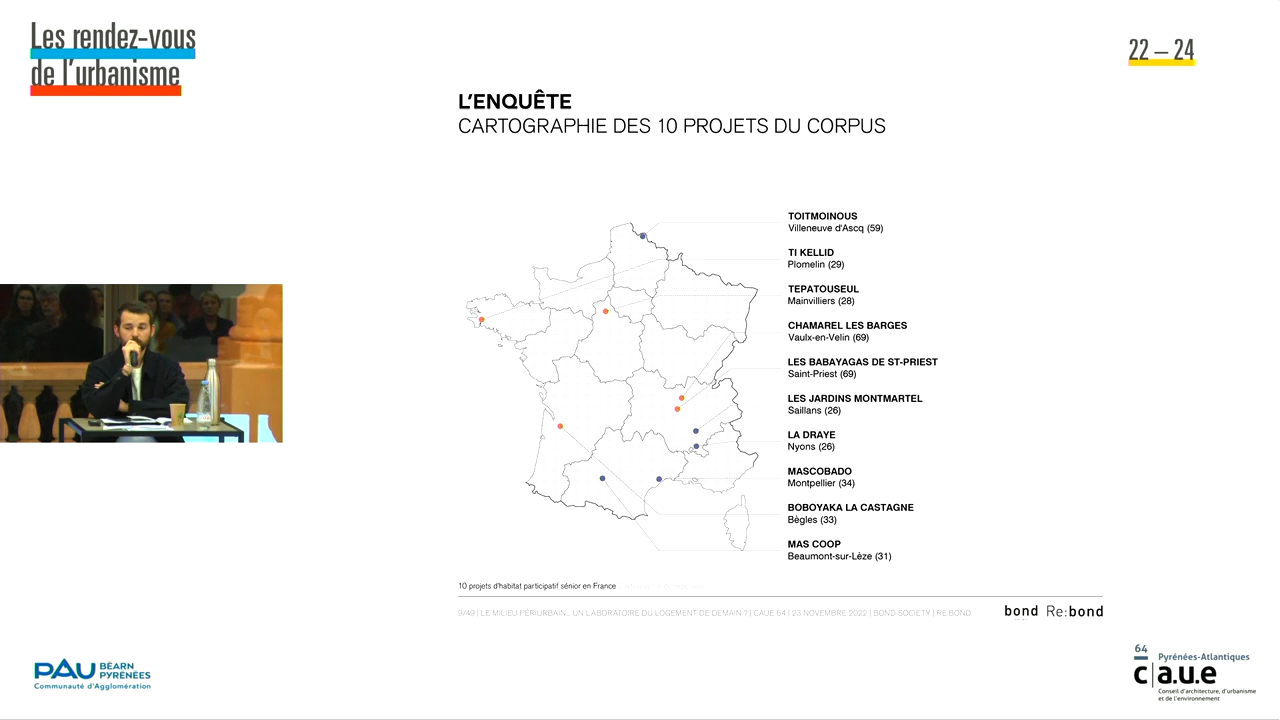 Les rendez-vous
de l'urbanisme
22 – 24
L'ENQUÊTE
CARTOGRAPHIE DES 10 PROJETS DU CORPUS
TOITMOINOUS
Villeneuve d'Ascq (59)
TI KELLID
Plomelin (29)
TEPATOUSEUL
Mainvilliers (28)
CHAMAREL LES BARGES
Vaulx-en-Velin (69)
LES BABAYAGAS DE ST-PRIEST
Saint-Priest (69)
LES JARDINS MONTMARTEL
Saillans (26)
LA DRAYE
Nyons (26)
MASCOBADO
Montpellier (34)
BOBOYAKA LA CASTAGNE
Bègles (33)
MAS COOP
Beaumont-sur-Lèze (31)
10 projets d'habitat participatif sénior en France
9/49 | LE MILIEU PÉRIURBAIN... UN LABORATOIRE DU LOGEMENT DE DEMAIN ? | CAUE 64 | 23 NOVEMBRE 2022 | BOND SOCIETY | RE:BOND
bond Re:bond
PAU BÉARN
PYRÉNÉES
Communauté d'Agglomération
64 Pyrénées-Atlantiques
c|a.u.e
Conseil d'architecture, d'urbanisme
et de l'environnement